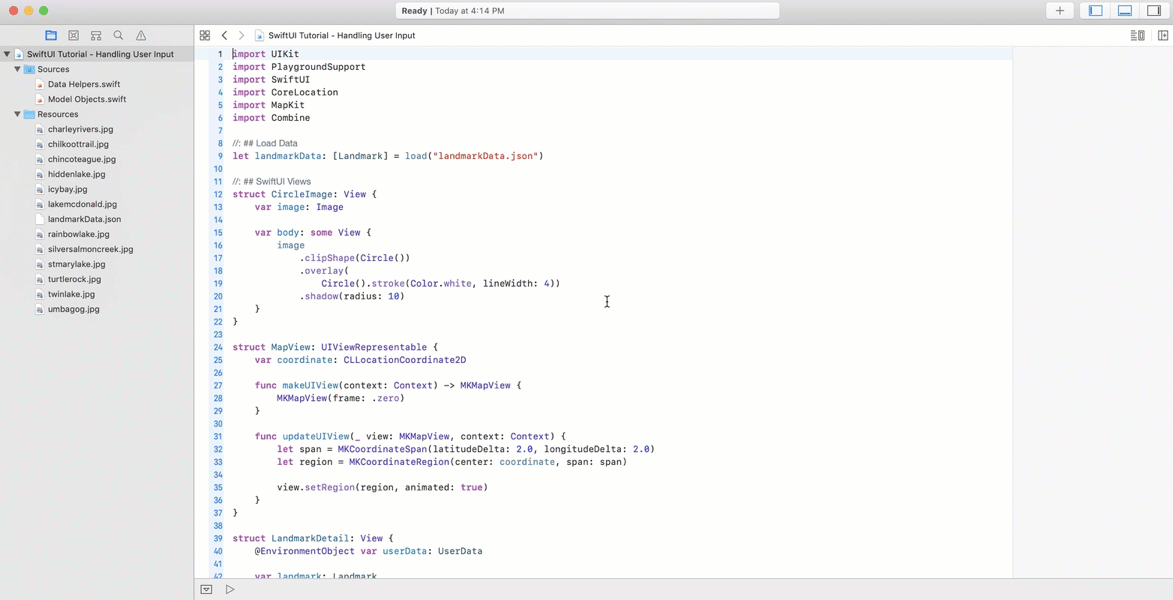 Ready | Today at 4:14 PM
SwiftUI Tutorial - Handling User Input
SwiftUI Tutorial - Handling User Input
Sources
Data Helpers.swift
Model Objects.swift
Resources
charleyrivers.jpg
chilkoottrail.jpg
chincoteague.jpg
hiddenlake.jpg
icybay.jpg
lakemcdonald.jpg
landmarkData.json
rainbowlake.jpg
silversalmoncreek.jpg
stmarylake.jpg
turtlerock.jpg
twinlake.jpg
umbagog.jpg
1 import UIKit
2 import PlaygroundSupport
3 import SwiftUI
4 import CoreLocation
5 import MapKit
6 import Combine
7
8 //: ## Load Data
9 let landmarkData: [Landmark] = load("landmarkData.json")
10
11 //: ## SwiftUI Views
12 struct CircleImage: View {
13 var image: Image
14
15 var body: some View {
16 image
17 .clipShape(Circle())
18 .overlay(
19 Circle().stroke(Color.white, lineWidth: 4))
20 .shadow(radius: 10)
21 }
22 }
23
24 struct MapView: UIViewRepresentable {
25 var coordinate: CLLocationCoordinate2D
26
27 func makeUIView(context: Context) -> MKMapView {
28 MKMapView(frame: .zero)
29 }
30
31 func updateUIView(_ view: MKMapView, context: Context) {
32 let span = MKCoordinateSpan(latitudeDelta: 2.0, longitudeDelta: 2.0)
33 let region = MKCoordinateRegion(center: coordinate, span: span)
34
35 view.setRegion(region, animated: true)
36 }
37 }
38
39 struct LandmarkDetail: View {
40 @EnvironmentObject var userData: UserData
41
42 var landmark: Landmark